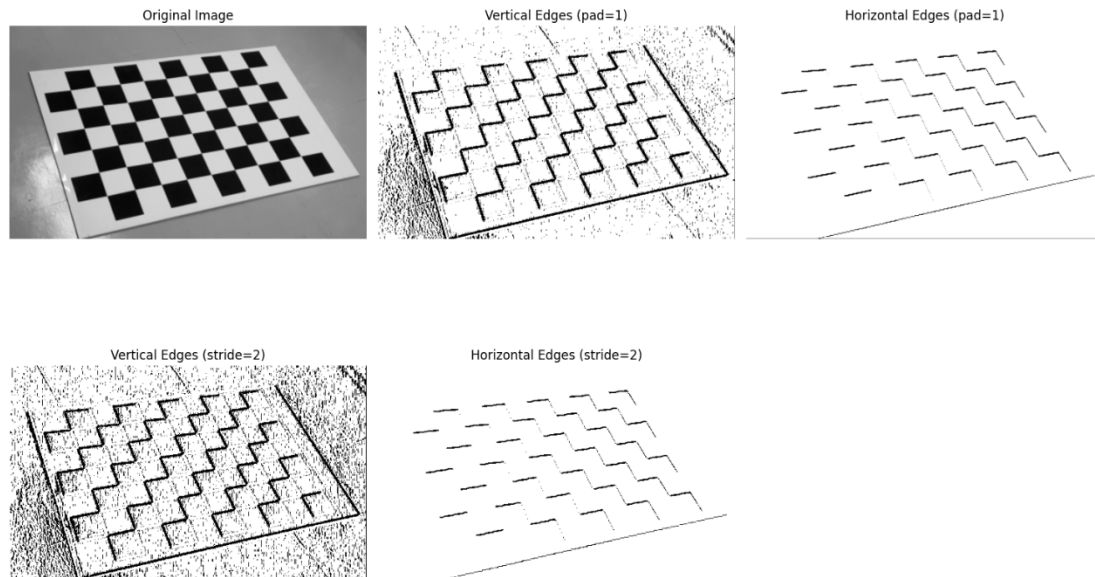 Original Image
Vertical Edges (pad=1)
Horizontal Edges (pad=1)
Vertical Edges (stride=2)
Horizontal Edges (stride=2)